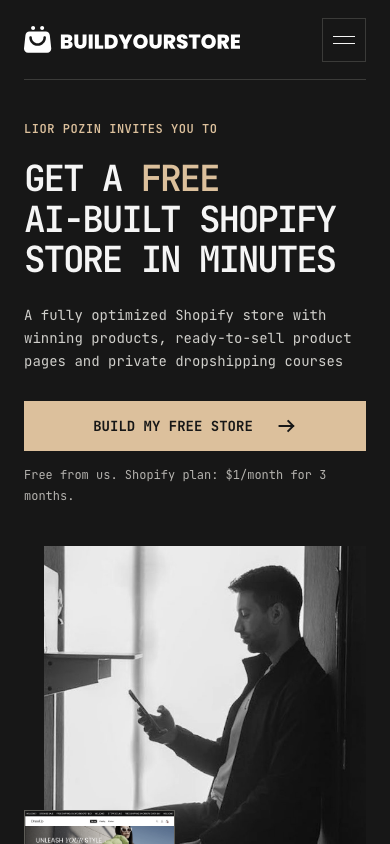 BUILDYOURSTORE
LIOR POZIN INVITES YOU TO
GET A FREE
AI-BUILT SHOPIFY
STORE IN MINUTES
A fully optimized Shopify store with
winning products, ready-to-sell product
pages and private dropshipping courses
BUILD MY FREE STORE
Free from us. Shopify plan: $1/month for 3
months.
UNLEASH YOUR